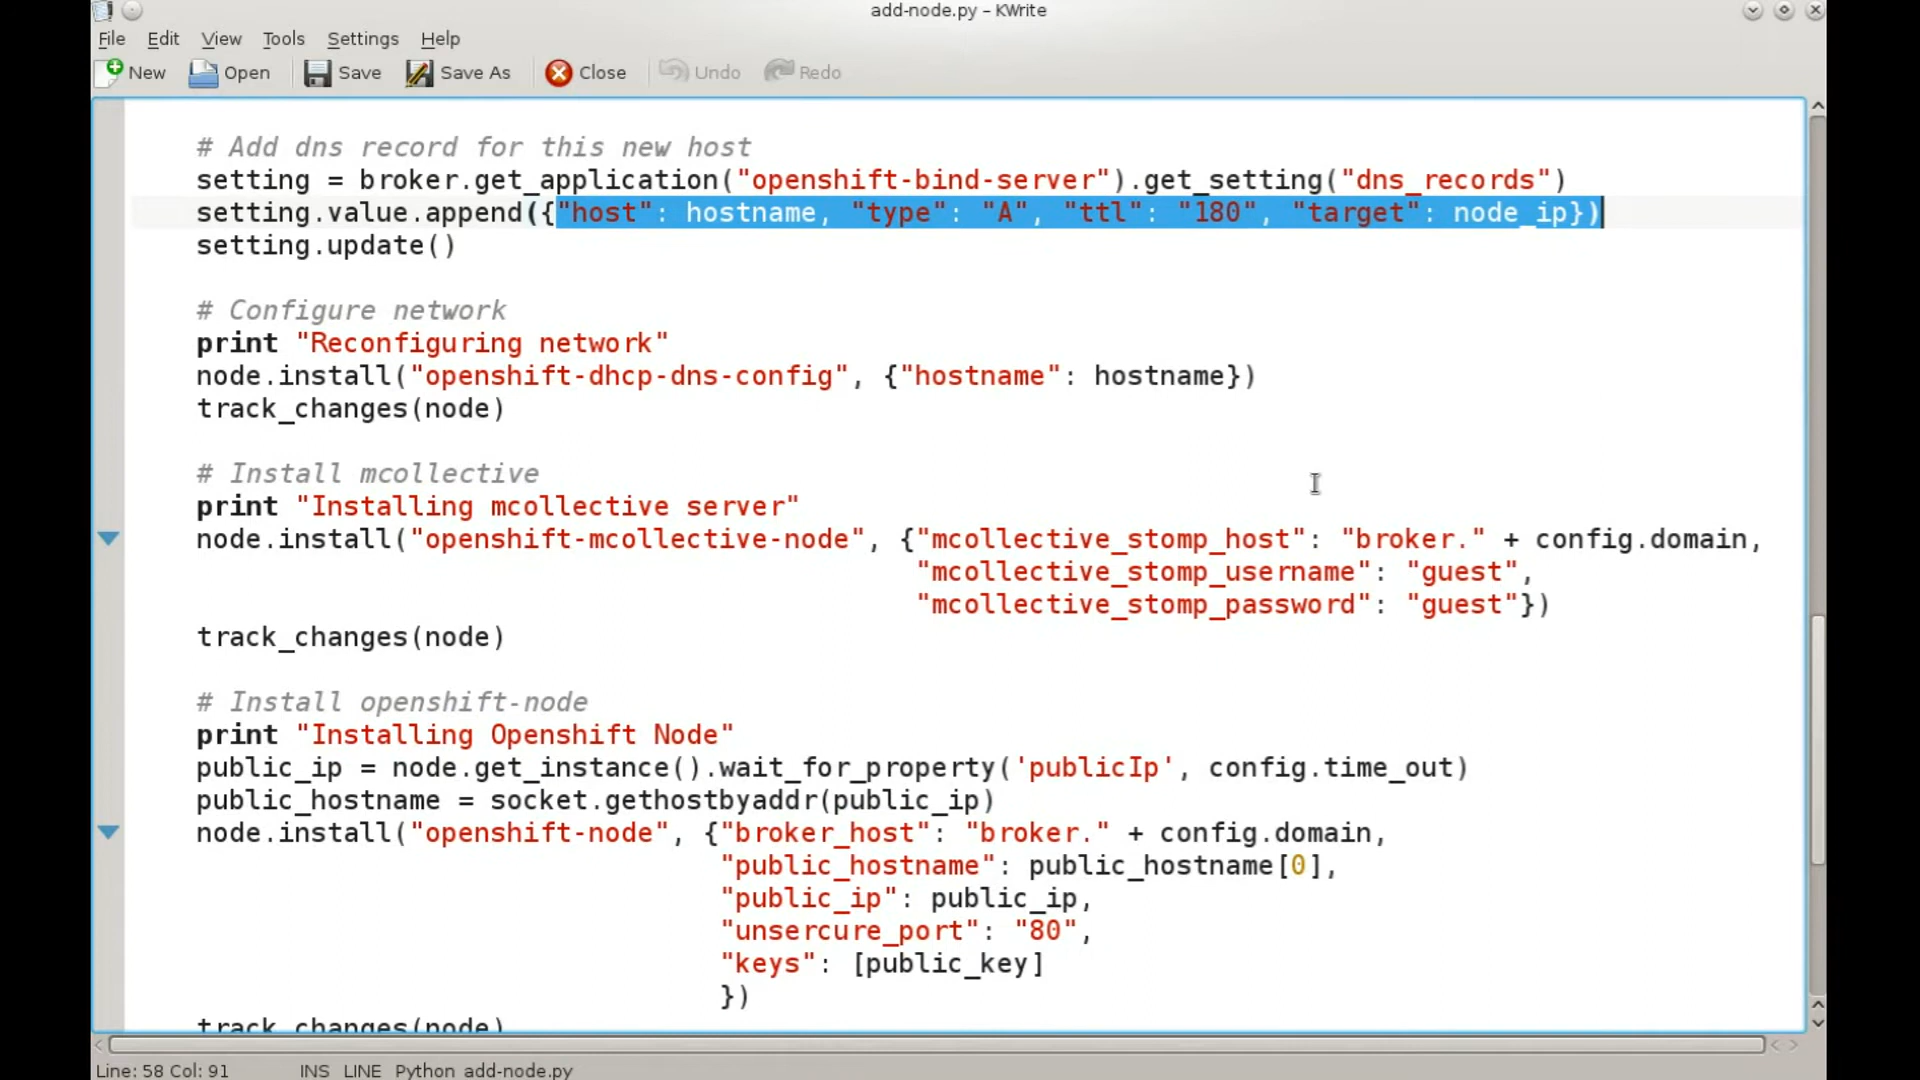 add-node.py – KWrite
File Edit View Tools Settings Help
New Open Save Save As Close Undo Redo
# Add dns record for this new host
setting = broker.get_application("openshift-bind-server").get_setting("dns_records")
setting.value.append({"host": hostname, "type": "A", "ttl": "180", "target": node_ip})
setting.update()
# Configure network
print "Reconfiguring network"
node.install("openshift-dhcp-dns-config", {"hostname": hostname})
track_changes(node)
# Install mcollective
print "Installing mcollective server"
node.install("openshift-mcollective-node", {"mcollective_stomp_host": "broker." + config.domain,
"mcollective_stomp_username": "guest",
"mcollective_stomp_password": "guest"})
track_changes(node)
# Install openshift-node
print "Installing Openshift Node"
public_ip = node.get_instance().wait_for_property('publicIp', config.time_out)
public_hostname = socket.gethostbyaddr(public_ip)
node.install("openshift-node", {"broker_host": "broker." + config.domain,
"public_hostname": public_hostname[0],
"public_ip": public_ip,
"unsercure_port": "80",
"keys": [public_key]
})
track_changes(node)
Line: 58 Col: 91 INS LINE Python add-node.py